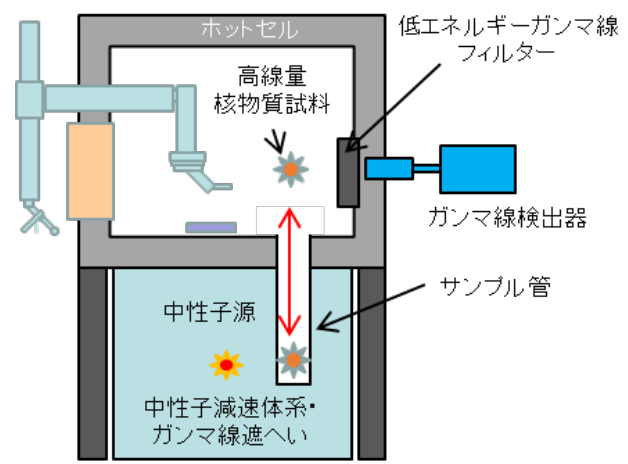 ホットセル
低エネルギーガンマ線
フィルター
高線量
核物質試料
ガンマ線検出器
サンプル管
中性子源
中性子減速体系・
ガンマ線遮へい